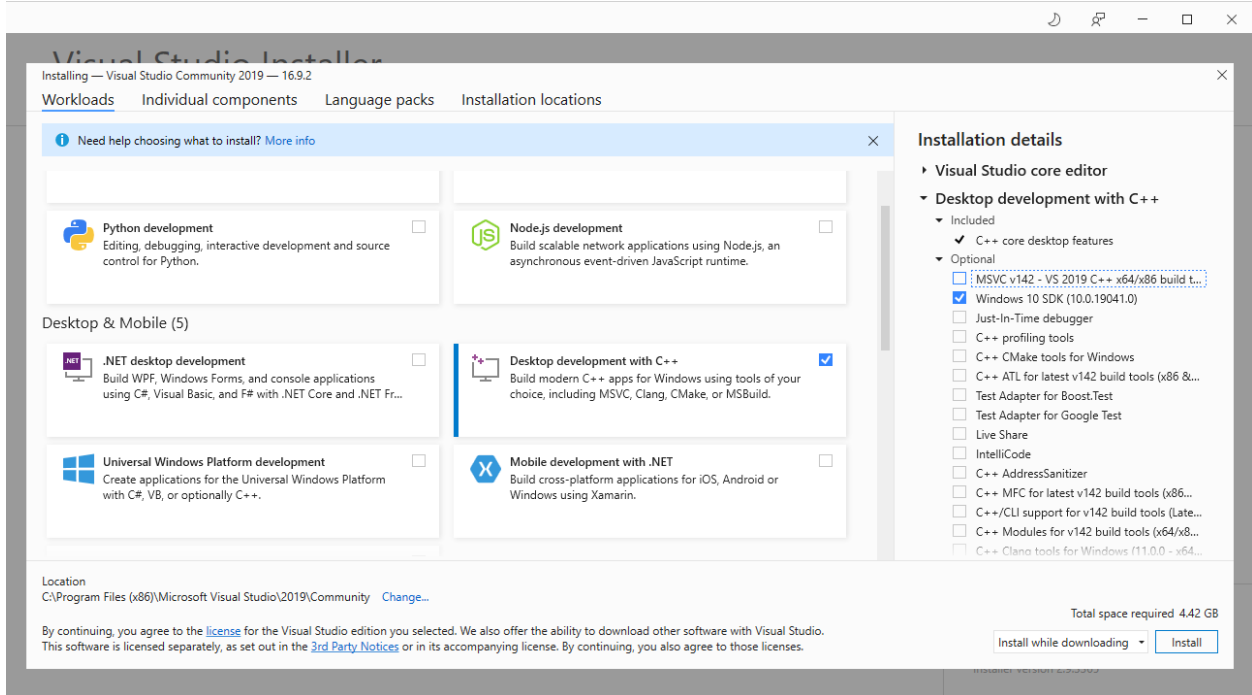 Visual Studio Installer
Installing — Visual Studio Community 2019 — 16.9.2
Workloads Individual components Language packs Installation locations
Need help choosing what to install? More info
Python development
Editing, debugging, interactive development and source
control for Python.
Node.js development
Build scalable network applications using Node.js, an
asynchronous event-driven JavaScript runtime.
Desktop & Mobile (5)
.NET
.NET desktop development
Build WPF, Windows Forms, and console applications
using C#, Visual Basic, and F# with .NET Core and .NET Fr...
Desktop development with C++
Build modern C++ apps for Windows using tools of your
choice, including MSVC, Clang, CMake, or MSBuild.
Universal Windows Platform development
Create applications for the Universal Windows Platform
with C#, VB, or optionally C++.
Mobile development with .NET
Build cross-platform applications for iOS, Android or
Windows using Xamarin.
Installation details
Visual Studio core editor
Desktop development with C++
Included
C++ core desktop features
Optional
MSVC v142 - VS 2019 C++ x64/x86 build t...
Windows 10 SDK (10.0.19041.0)
Just-In-Time debugger
C++ profiling tools
C++ CMake tools for Windows
C++ ATL for latest v142 build tools (x86 &...
Test Adapter for Boost.Test
Test Adapter for Google Test
Live Share
IntelliCode
C++ AddressSanitizer
C++ MFC for latest v142 build tools (x86...
C++/CLI support for v142 build tools (Late...
C++ Modules for v142 build tools (x64/x8...
C++ Clang tools for Windows (11.0.0 - x64...
Location
C:\Program Files (x86)\Microsoft Visual Studio\2019\Community Change...
By continuing, you agree to the license for the Visual Studio edition you selected. We also offer the ability to download other software with Visual Studio.
This software is licensed separately, as set out in the 3rd Party Notices or in its accompanying license. By continuing, you also agree to those licenses.
Total space required 4.42 GB
Install while downloading Install
Installer version